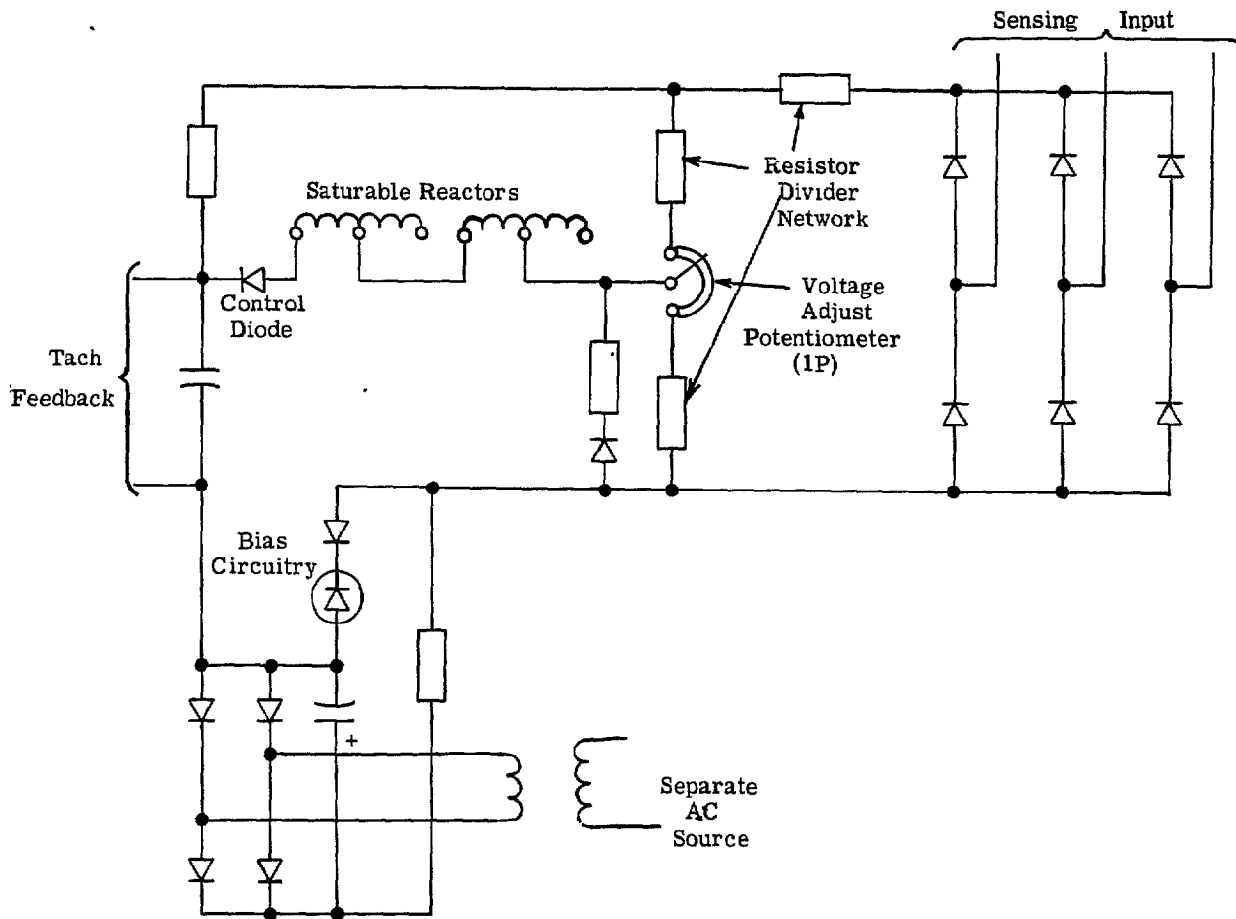 Sensing Input
Resistor
Divider
Network
Saturable Reactors
Control
Diode
Voltage
Adjust
Potentiometer
(1P)
Tach
Feedback
Bias
Circuitry
+
Separate
AC
Source